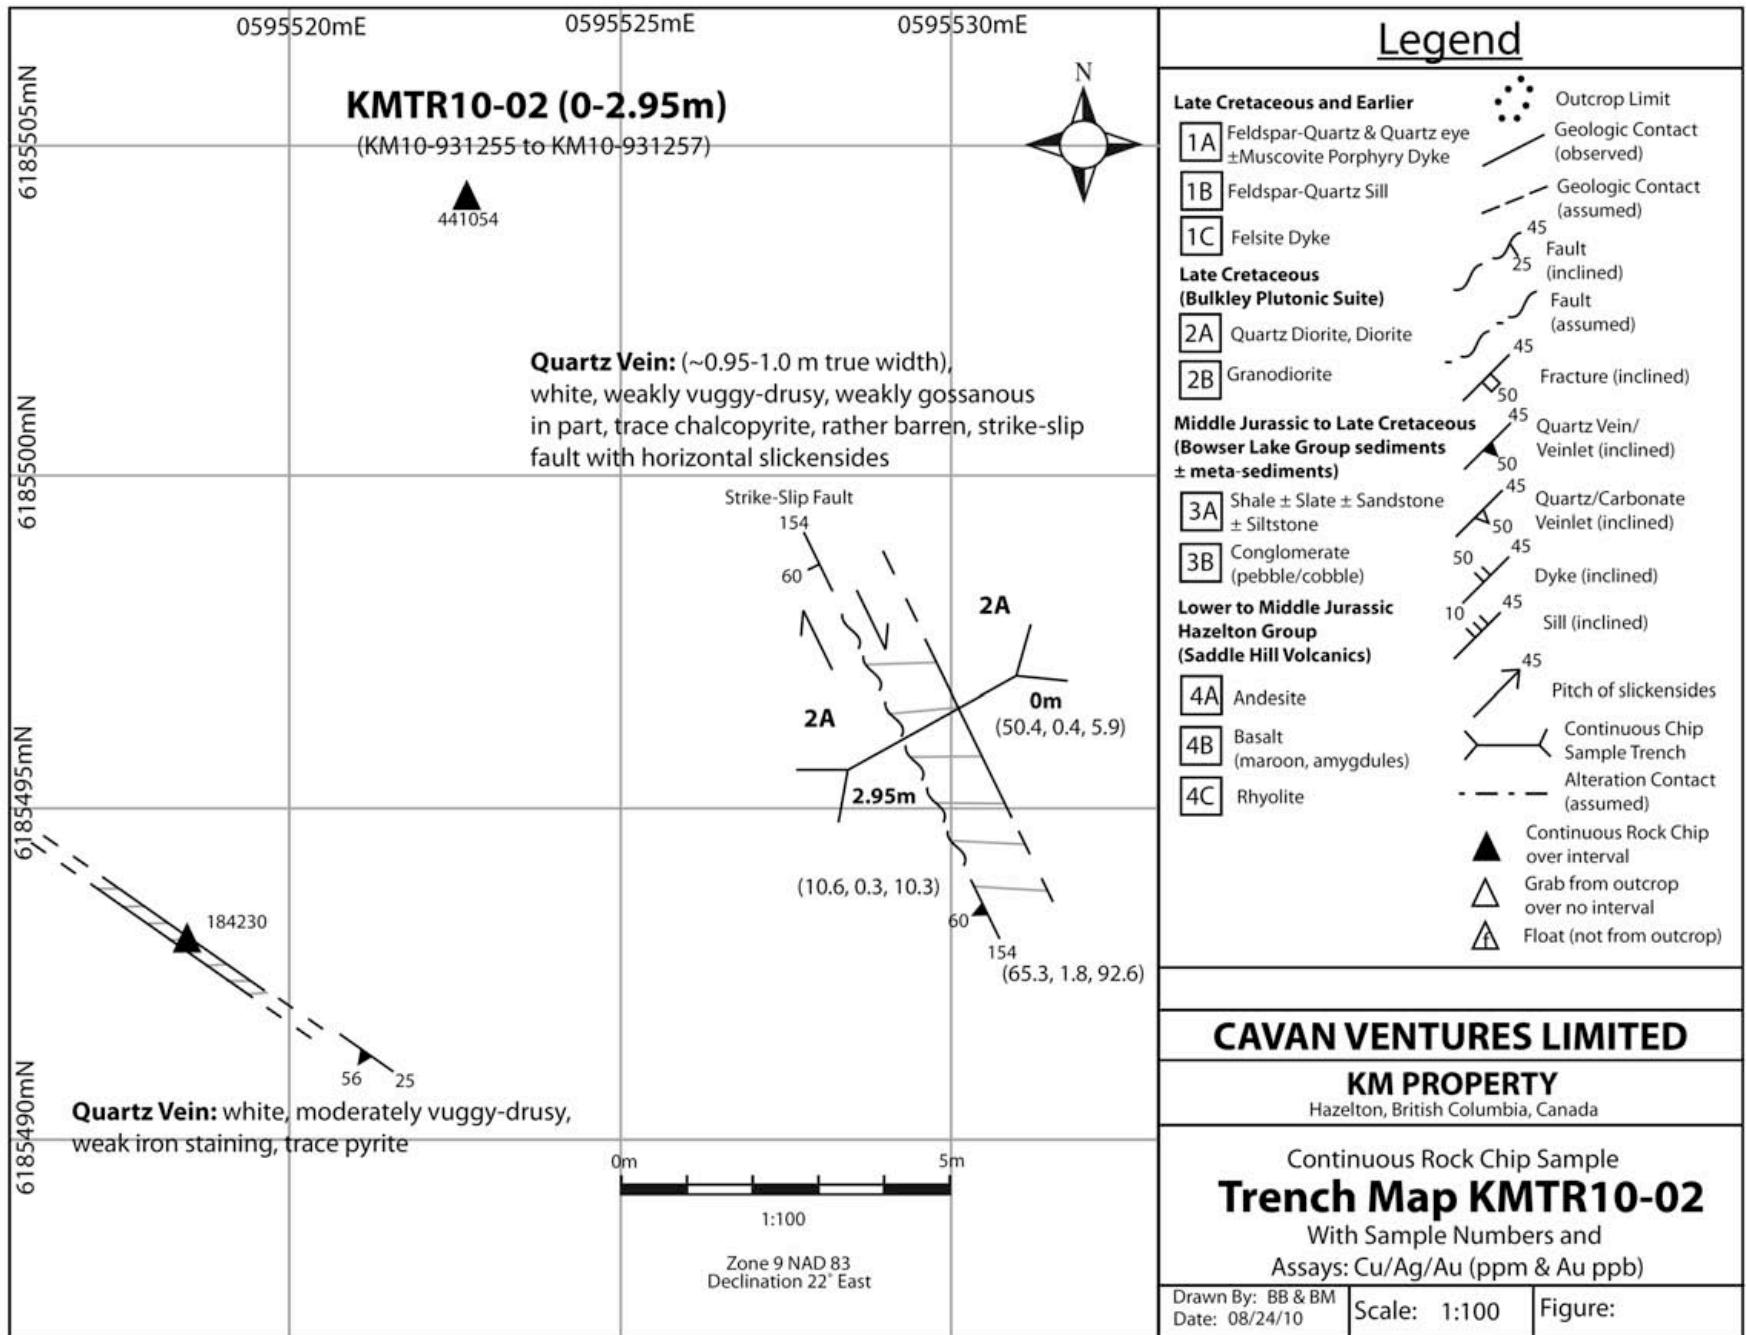 0595520mE
0595525mE
0595530mE
6185505mN
6185500mN
6185495mN
6185490mN
KMTR10-02 (0-2.95m)
(KM10-931255 to KM10-931257)
N
441054
Quartz Vein: (~0.95-1.0 m true width),
white, weakly vuggy-drusy, weakly gossanous
in part, trace chalcopyrite, rather barren, strike-slip
fault with horizontal slickensides
Strike-Slip Fault
154
60
2A
2A
0m
(50.4, 0.4, 5.9)
2.95m
(10.6, 0.3, 10.3)
60
154
(65.3, 1.8, 92.6)
184230
56
25
Quartz Vein: white, moderately vuggy-drusy,
weak iron staining, trace pyrite
0m
5m
1:100
Zone 9 NAD 83
Declination 22° East
Legend
Late Cretaceous and Earlier
1A
Feldspar-Quartz & Quartz eye
±Muscovite Porphyry Dyke
1B
Feldspar-Quartz Sill
1C
Felsite Dyke
Late Cretaceous
(Bulkley Plutonic Suite)
2A
Quartz Diorite, Diorite
2B
Granodiorite
Middle Jurassic to Late Cretaceous
(Bowser Lake Group sediments
± meta-sediments)
3A
Shale ± Slate ± Sandstone
± Siltstone
3B
Conglomerate
(pebble/cobble)
Lower to Middle Jurassic
Hazelton Group
(Saddle Hill Volcanics)
4A
Andesite
4B
Basalt
(maroon, amygdules)
4C
Rhyolite
Outcrop Limit
Geologic Contact
(observed)
Geologic Contact
(assumed)
45
25
Fault
(inclined)
Fault
(assumed)
45
50
Fracture (inclined)
45
50
Quartz Vein/
Veinlet (inclined)
45
50
Quartz/Carbonate
Veinlet (inclined)
50
45
Dyke (inclined)
10
45
Sill (inclined)
45
Pitch of slickensides
Continuous Chip
Sample Trench
Alteration Contact
(assumed)
Continuous Rock Chip
over interval
Grab from outcrop
over no interval
f
Float (not from outcrop)
CAVAN VENTURES LIMITED
KM PROPERTY
Hazelton, British Columbia, Canada
Continuous Rock Chip Sample
Trench Map KMTR10-02
With Sample Numbers and
Assays: Cu/Ag/Au (ppm & Au ppb)
Drawn By: BB & BM
Date: 08/24/10
Scale: 1:100
Figure: